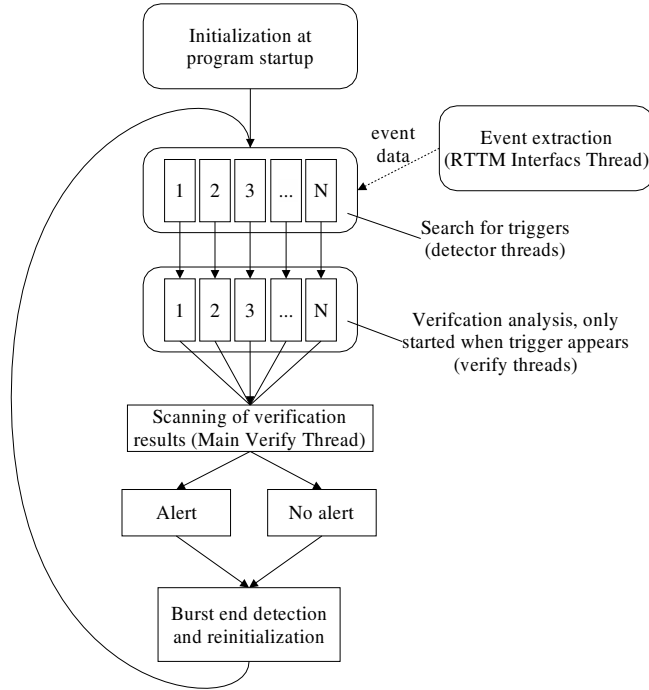 Initialization at
program startup
event
data
Event extraction
(RTTM Interfacs Thread)
1 2 3 ... N
Search for triggers
(detector threads)
1 2 3 ... N
Verifcation analysis, only
started when trigger appears
(verify threads)
Scanning of verification
results (Main Verify Thread)
Alert
No alert
Burst end detection
and reinitialization